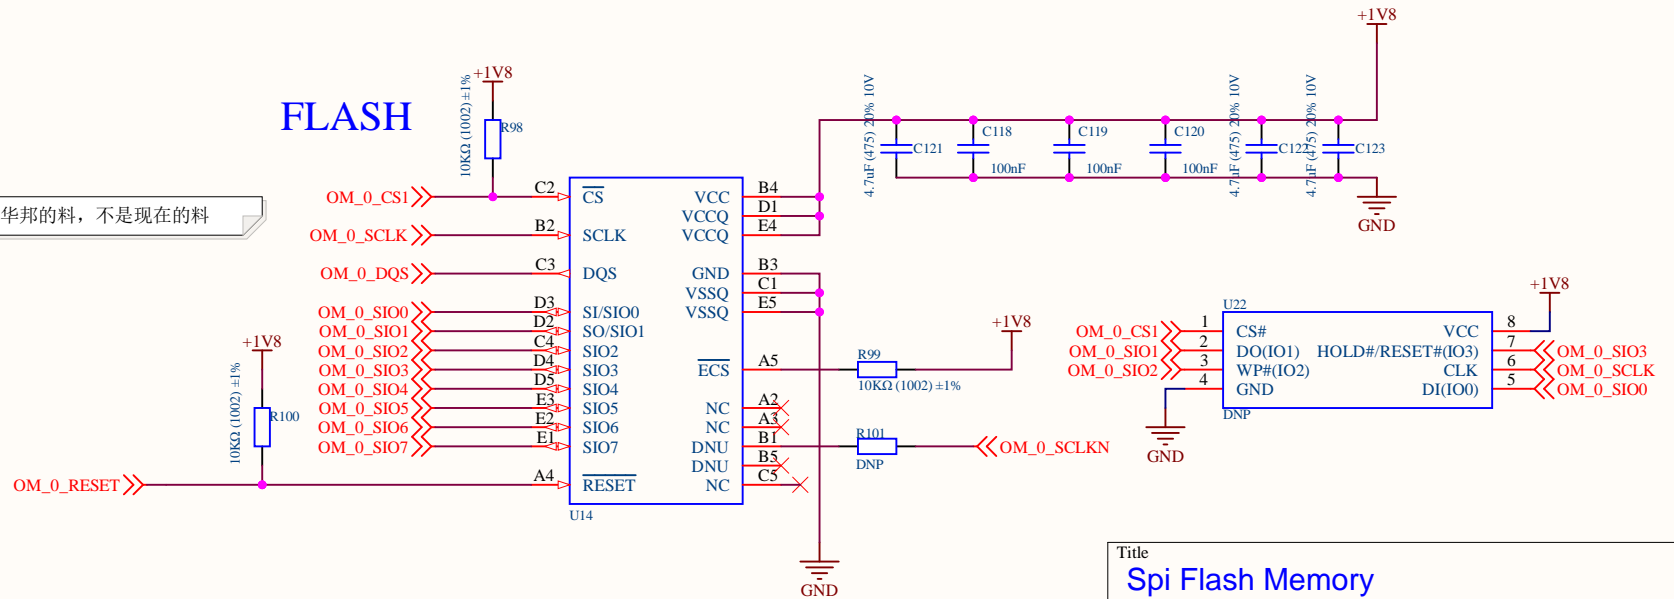 +1V8
+1V8
FLASH
10KΩ (1002) ±1%
R98
4.7uF (475) 20% 10V
C121
C118
100nF
C119
100nF
C120
100nF
4.7uF (475) 20% 10V
C122
4.7uF (475) 20% 10V
C123
GND
华邦的料，不是现在的料
OM_0_CS1 C2 CS VCC B4
VCCQ D1
OM_0_SCLK B2 SCLK VCCQ E4
OM_0_DQS C3 DQS GND B3
VSSQ C1
OM_0_SIO0 D3 SI/SIO0 VSSQ E5
OM_0_SIO1 D2 SO/SIO1
OM_0_SIO2 C4 SIO2
OM_0_SIO3 D4 SIO3 ECS A5
OM_0_SIO4 D5 SIO4
OM_0_SIO5 E3 SIO5 NC A2
OM_0_SIO6 E2 SIO6 NC A3
OM_0_SIO7 E1 SIO7 DNU B1
DNU B5
OM_0_RESET A4 RESET NC C5
U14
+1V8
10KΩ (1002) ±1%
R100
+1V8
R99
10KΩ (1002) ±1%
R101
DNP
OM_0_SCLKN
GND
+1V8
U22
OM_0_CS1 1 CS# VCC 8
OM_0_SIO1 2 DO(IO1) HOLD#/RESET#(IO3) 7 OM_0_SIO3
OM_0_SIO2 3 WP#(IO2) CLK 6 OM_0_SCLK
4 GND DI(IO0) 5 OM_0_SIO0
DNP
GND
Title
Spi Flash Memory